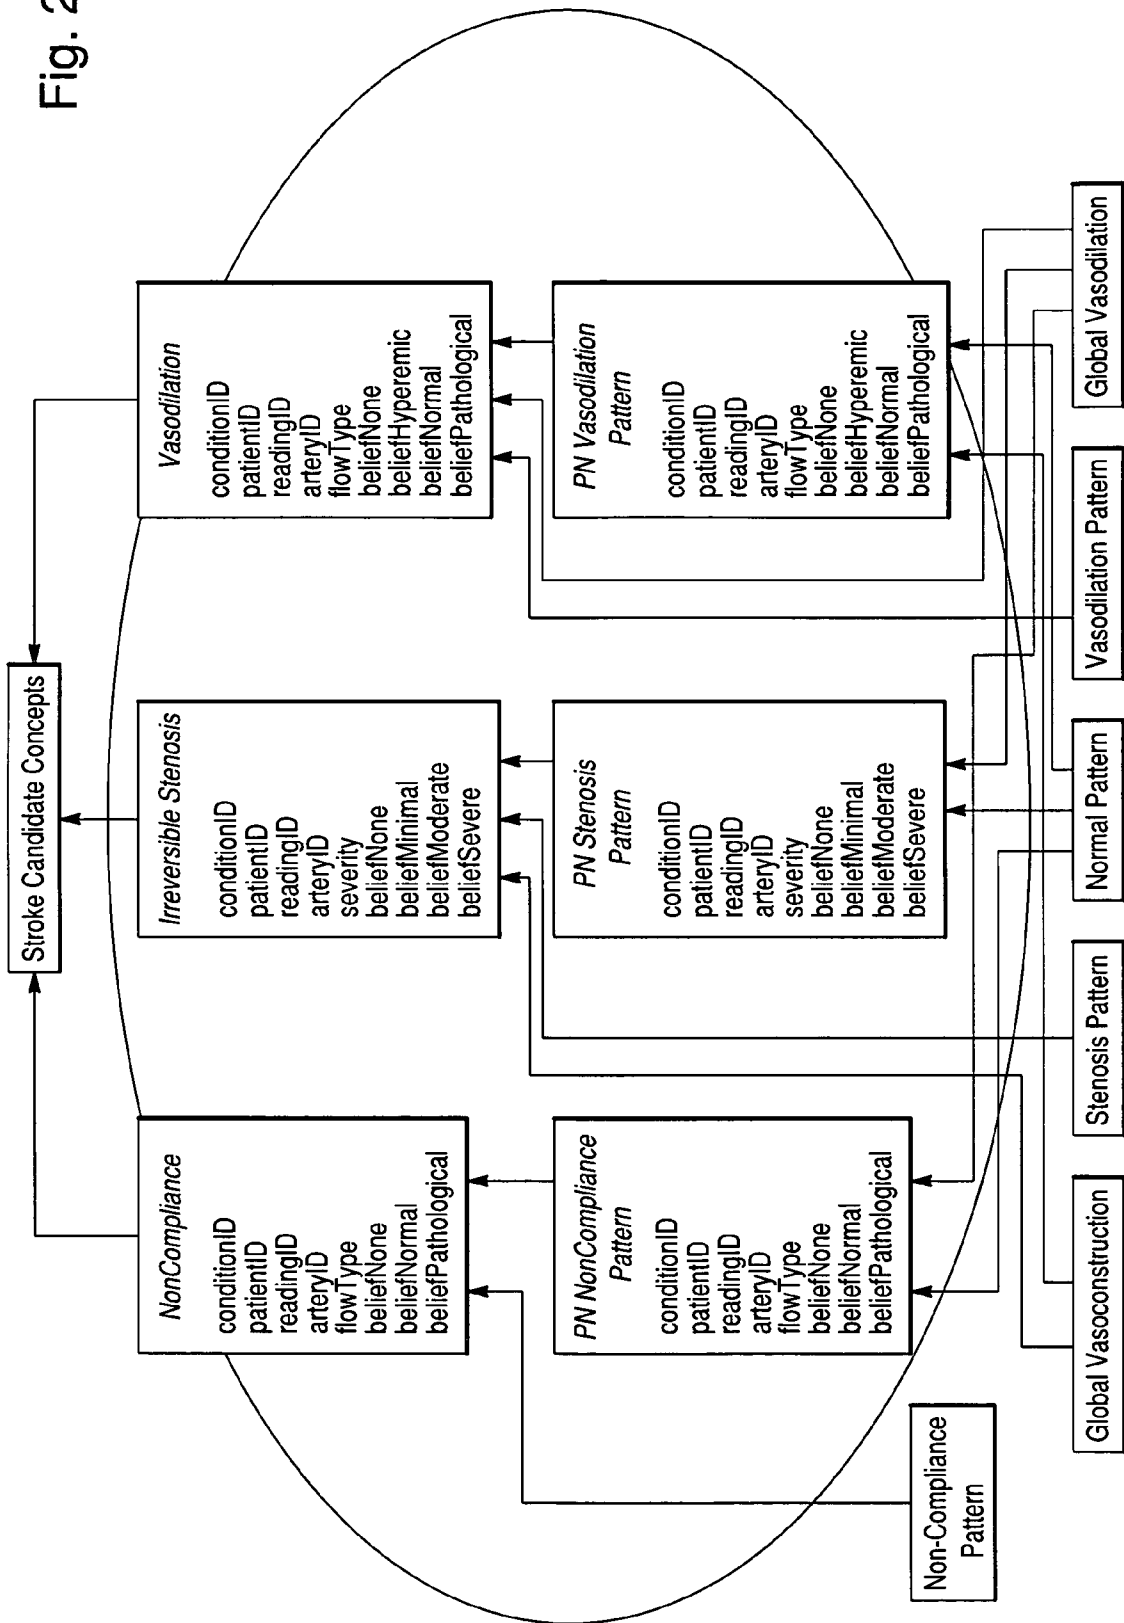 Fig. 2
Stroke Candidate Concepts
NonCompliance
conditionID
patientID
readingID
arteryID
flowType
beliefNone
beliefNormal
beliefPathological
Irreversible Stenosis
conditionID
patientID
readingID
arteryID
severity
beliefNone
beliefMinimal
beliefModerate
beliefSevere
Vasodilation
conditionID
patientID
readingID
arteryID
flowType
beliefNone
beliefHyperemic
beliefNormal
beliefPathological
PN NonCompliance
Pattern
conditionID
patientID
readingID
arteryID
flowType
beliefNone
beliefNormal
beliefPathological
PN Stenosis
Pattern
conditionID
patientID
readingID
arteryID
severity
beliefNone
beliefMinimal
beliefModerate
beliefSevere
PN Vasodilation
Pattern
conditionID
patientID
readingID
arteryID
flowType
beliefNone
beliefHyperemic
beliefNormal
beliefPathological
Non-Compliance
Pattern
Global Vasoconstruction
Stenosis Pattern
Normal Pattern
Vasodilation Pattern
Global Vasodilation